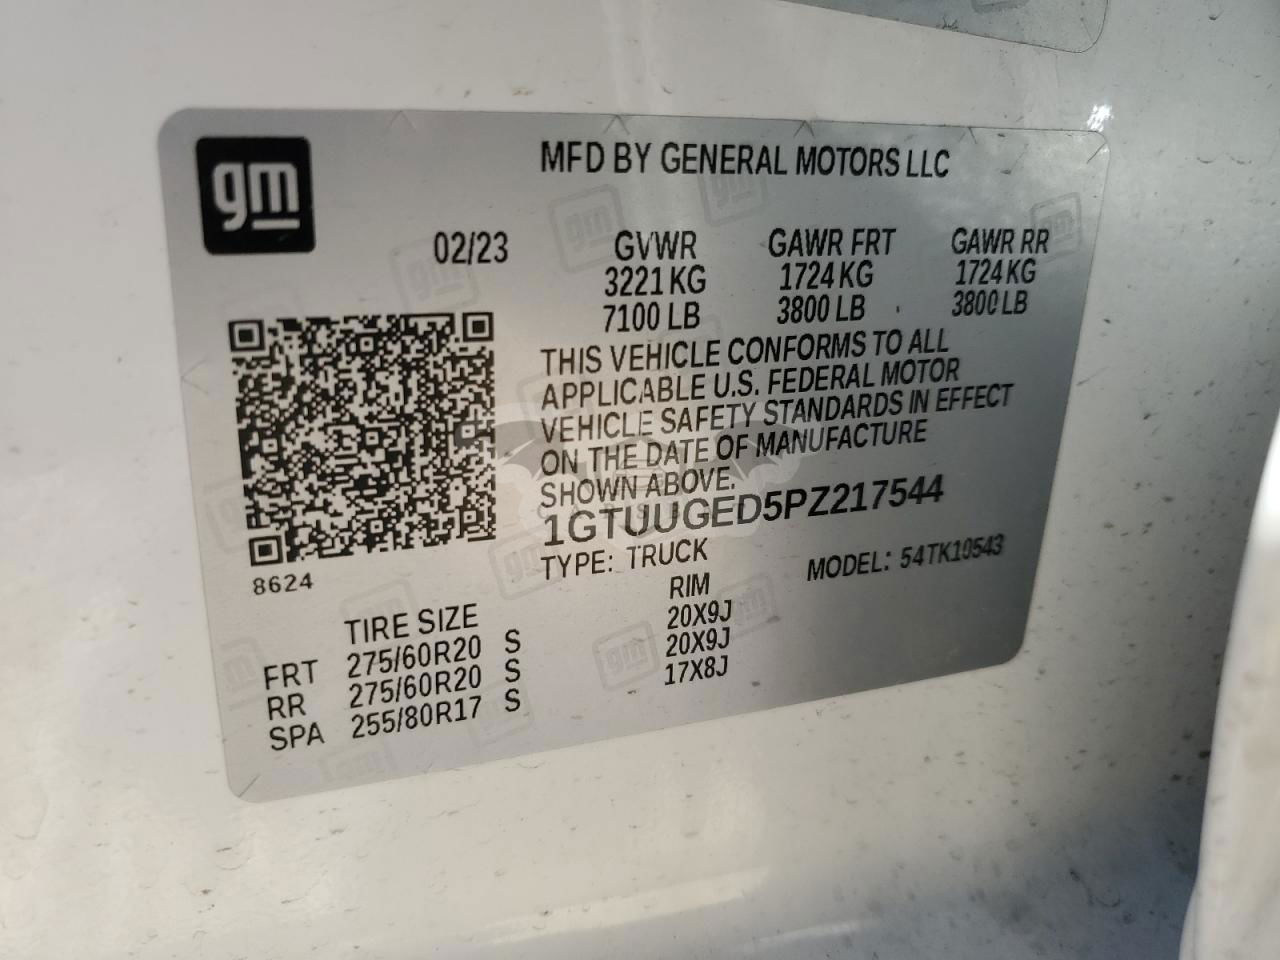 gm
MFD BY GENERAL MOTORS LLC
02/23
GVWR GAWR FRT GAWR RR
3221 KG 1724 KG 1724 KG
7100 LB 3800 LB 3800 LB
THIS VEHICLE CONFORMS TO ALL
APPLICABLE U.S. FEDERAL MOTOR
VEHICLE SAFETY STANDARDS IN EFFECT
ON THE DATE OF MANUFACTURE
SHOWN ABOVE.
1GTUUGED5PZ217544
TYPE: TRUCK MODEL: 54TK10543
8624
TIRE SIZE RIM
FRT 275/60R20 S 20X9J
RR 275/60R20 S 20X9J
SPA 255/80R17 S 17X8J